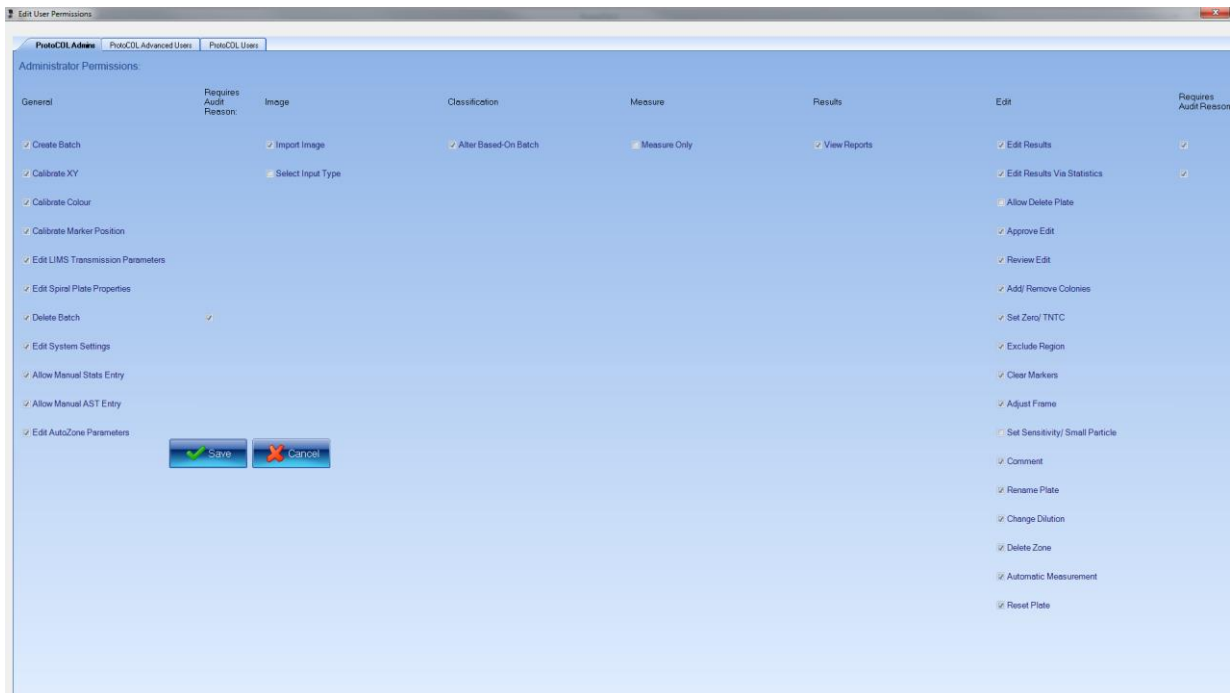 Edit User Permissions
ProtoCOL Admins ProtoCOL Advanced Users ProtoCOL Users
Administrator Permissions:
General Requires Audit Reason: Image Classification Measure Results Edit Requires Audit Reason
Create Batch Import Image Alter Based-On Batch Measure Only View Reports Edit Results
Calibrate XY Select Input Type Edit Results Via Statistics
Calibrate Colour Allow Delete Plate
Calibrate Marker Position Approve Edit
Edit LIMS Transmission Parameters Review Edit
Edit Spiral Plate Properties Add/ Remove Colonies
Delete Batch Set Zero/ TNTC
Edit System Settings Exclude Region
Allow Manual Stats Entry Clear Markers
Allow Manual AST Entry Adjust Frame
Edit AutoZone Parameters Set Sensitivity/ Small Particle
Save Cancel
Comment
Rename Plate
Change Dilution
Delete Zone
Automatic Measurement
Reset Plate